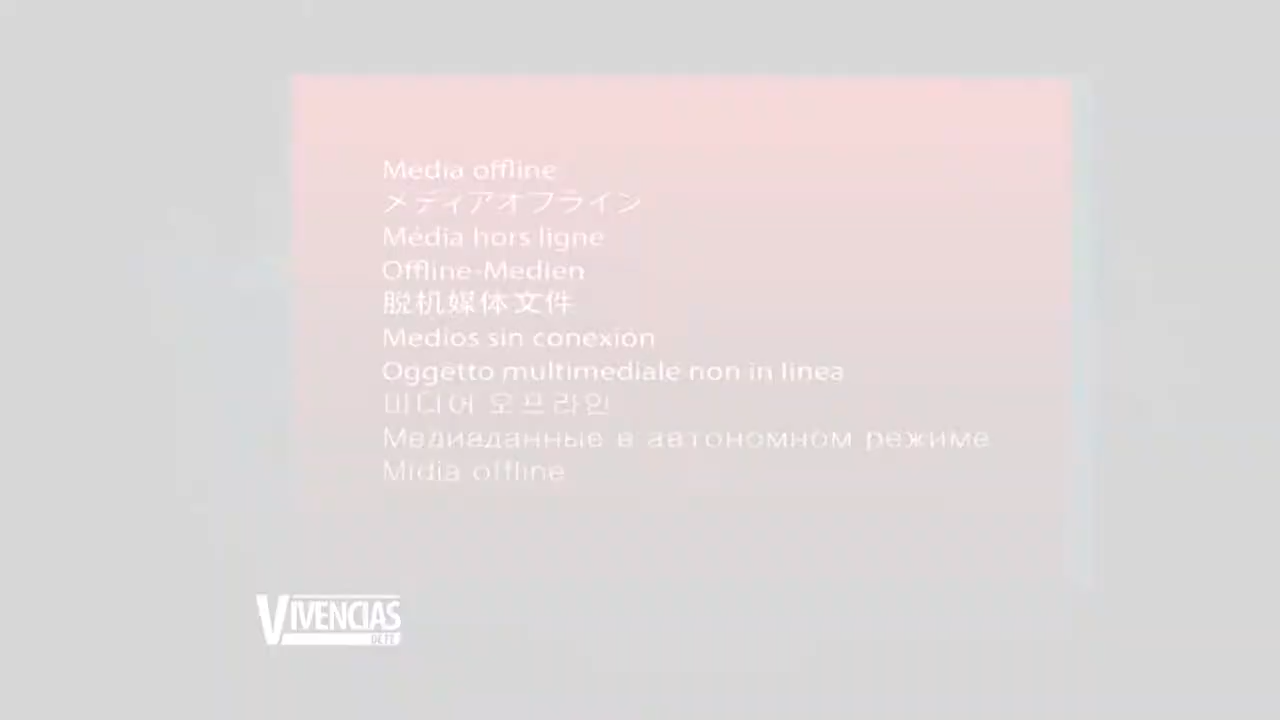 Media offline
メディアオフライン
Média hors ligne
Offline-Medien
脱机媒体文件
Medios sin conexión
Oggetto multimediale non in linea
미디어 오프라인
Медиаданные в автономном режиме
Mídia offline
VIVENCIAS
DE FE